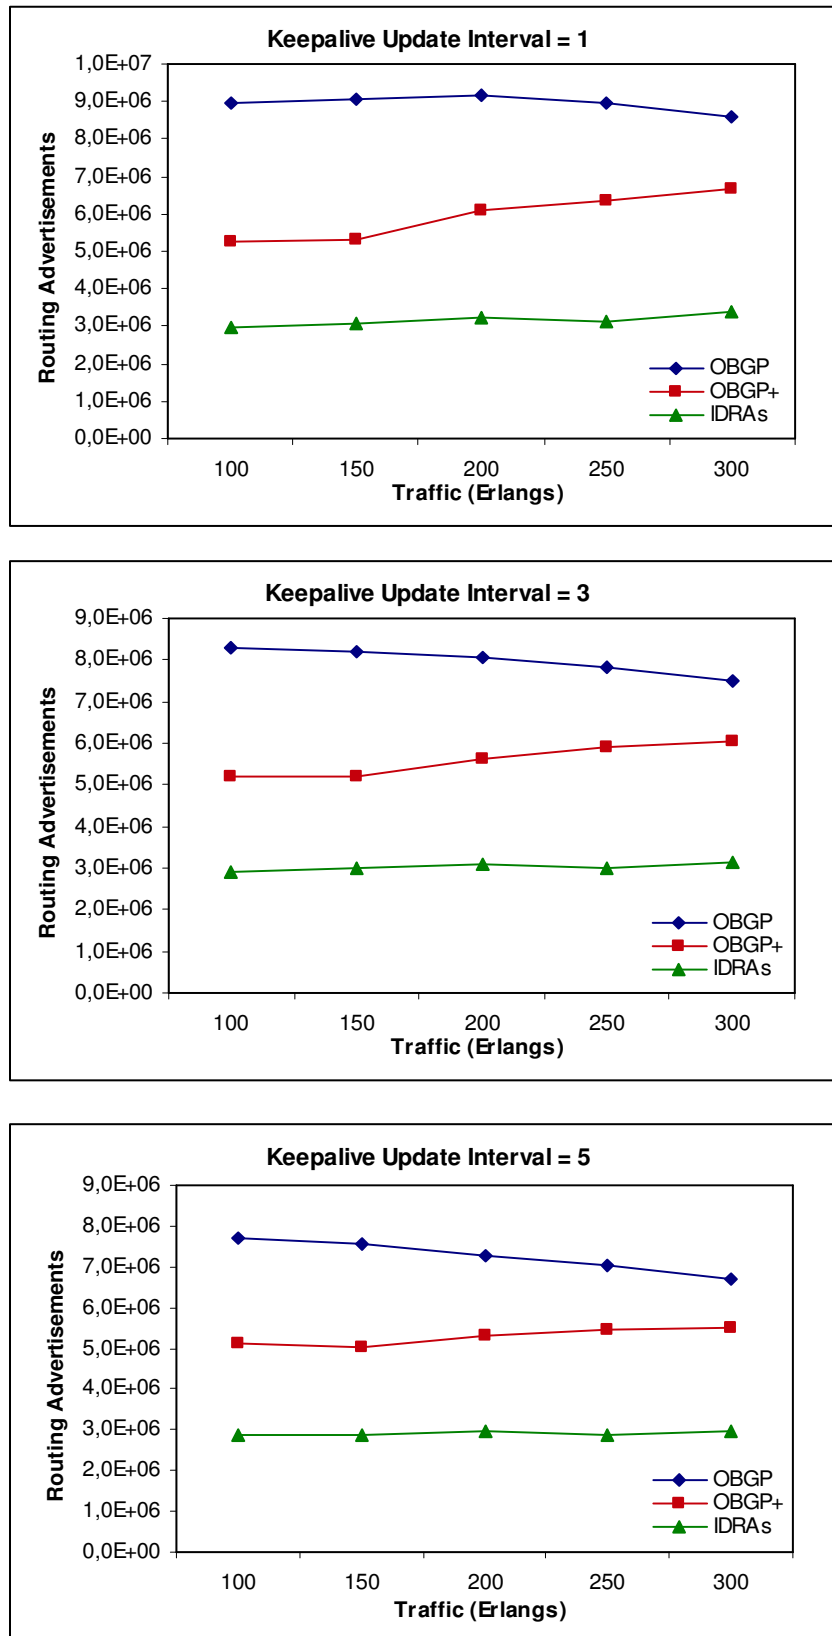 Keepalive Update Interval = 1
1,0E+07
9,0E+06
8,0E+06
7,0E+06
6,0E+06
5,0E+06
4,0E+06
3,0E+06
2,0E+06
1,0E+06
0,0E+00
Routing Advertisements
OBGP
OBGP+
IDRAs
100 150 200 250 300
Traffic (Erlangs)
Keepalive Update Interval = 3
9,0E+06
8,0E+06
7,0E+06
6,0E+06
5,0E+06
4,0E+06
3,0E+06
2,0E+06
1,0E+06
0,0E+00
Routing Advertisements
OBGP
OBGP+
IDRAs
100 150 200 250 300
Traffic (Erlangs)
Keepalive Update Interval = 5
9,0E+06
8,0E+06
7,0E+06
6,0E+06
5,0E+06
4,0E+06
3,0E+06
2,0E+06
1,0E+06
0,0E+00
Routing Advertisements
OBGP
OBGP+
IDRAs
100 150 200 250 300
Traffic (Erlangs)